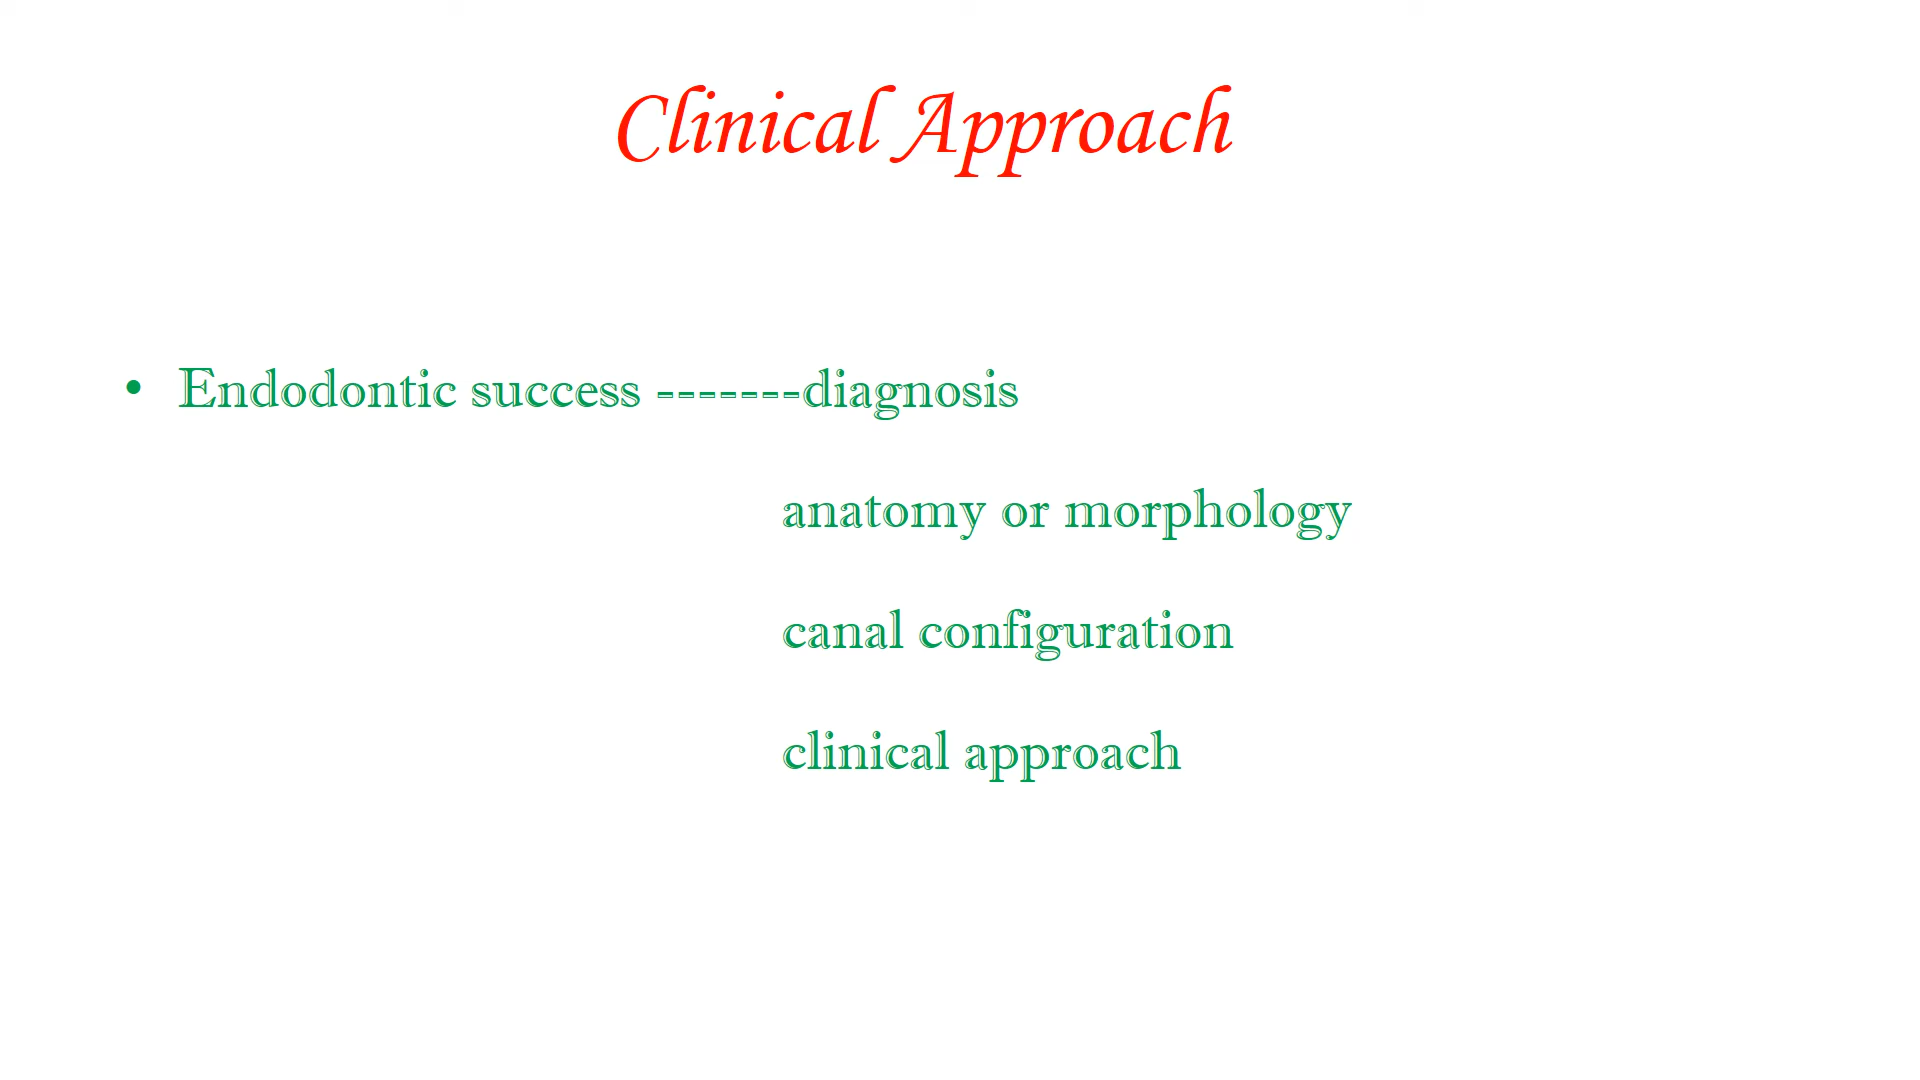 Clinical Approach
• Endodontic success -------diagnosis
anatomy or morphology
canal configuration
clinical approach